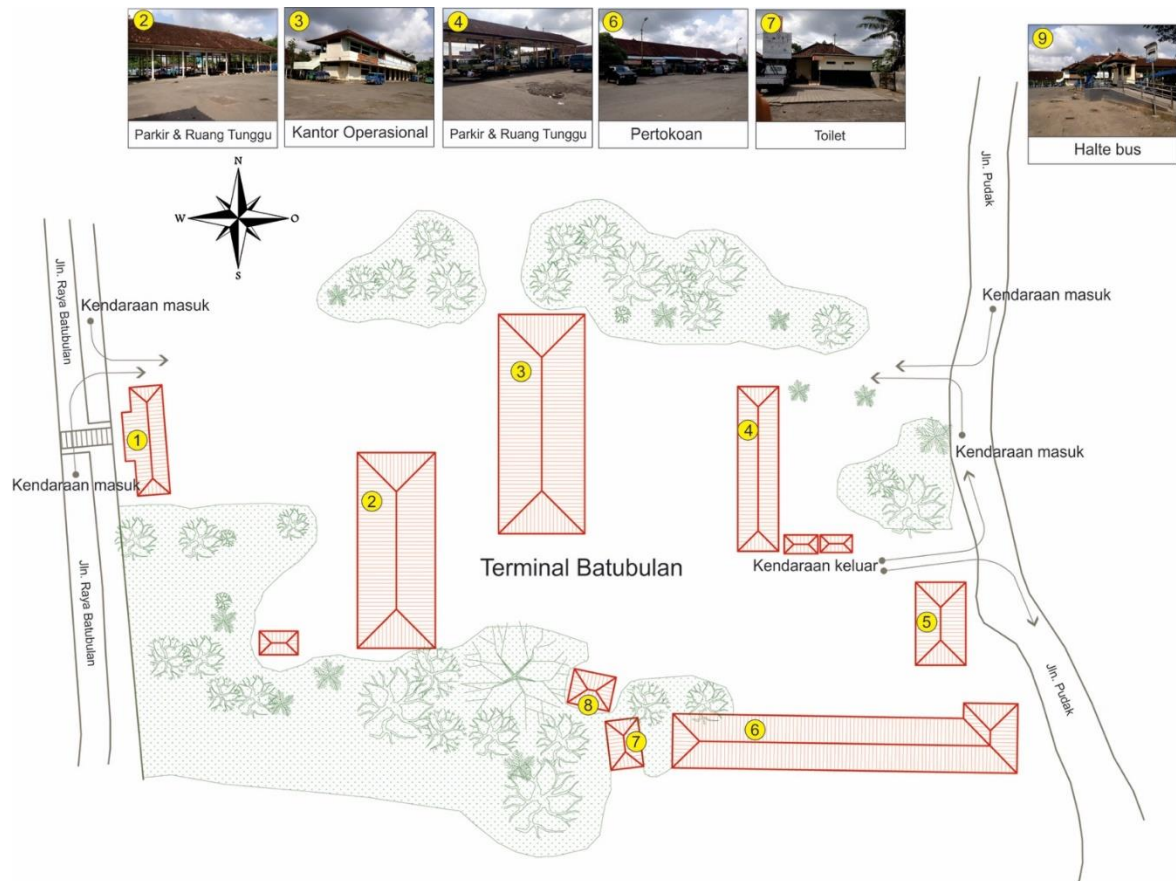 2
3
4
6
7
9
Parkir & Ruang Tunggu
Kantor Operasional
Parkir & Ruang Tunggu
Pertokoan
Toilet
Halte bus
N
W
O
S
Jln. Pudak
Jln. Raya Batubulan
Kendaraan masuk
Kendaraan masuk
3
1
4
Kendaraan masuk
Kendaraan masuk
2
Terminal Batubulan
Kendaraan keluar
Jln. Raya Batubulan
5
Jln. Pudak
8
7
6